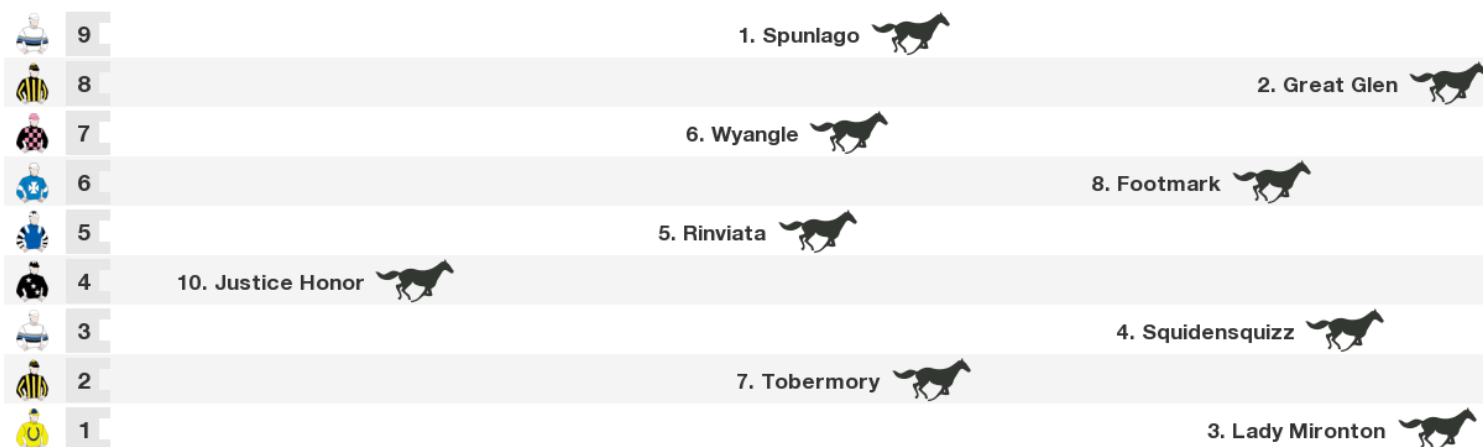 9 1. Spunlago
8 2. Great Glen
7 6. Wyangle
6 8. Footmark
5 5. Rinviata
4 10. Justice Honor
3 4. Squidensquizz
2 7. Tobermory
1 3. Lady Mironton